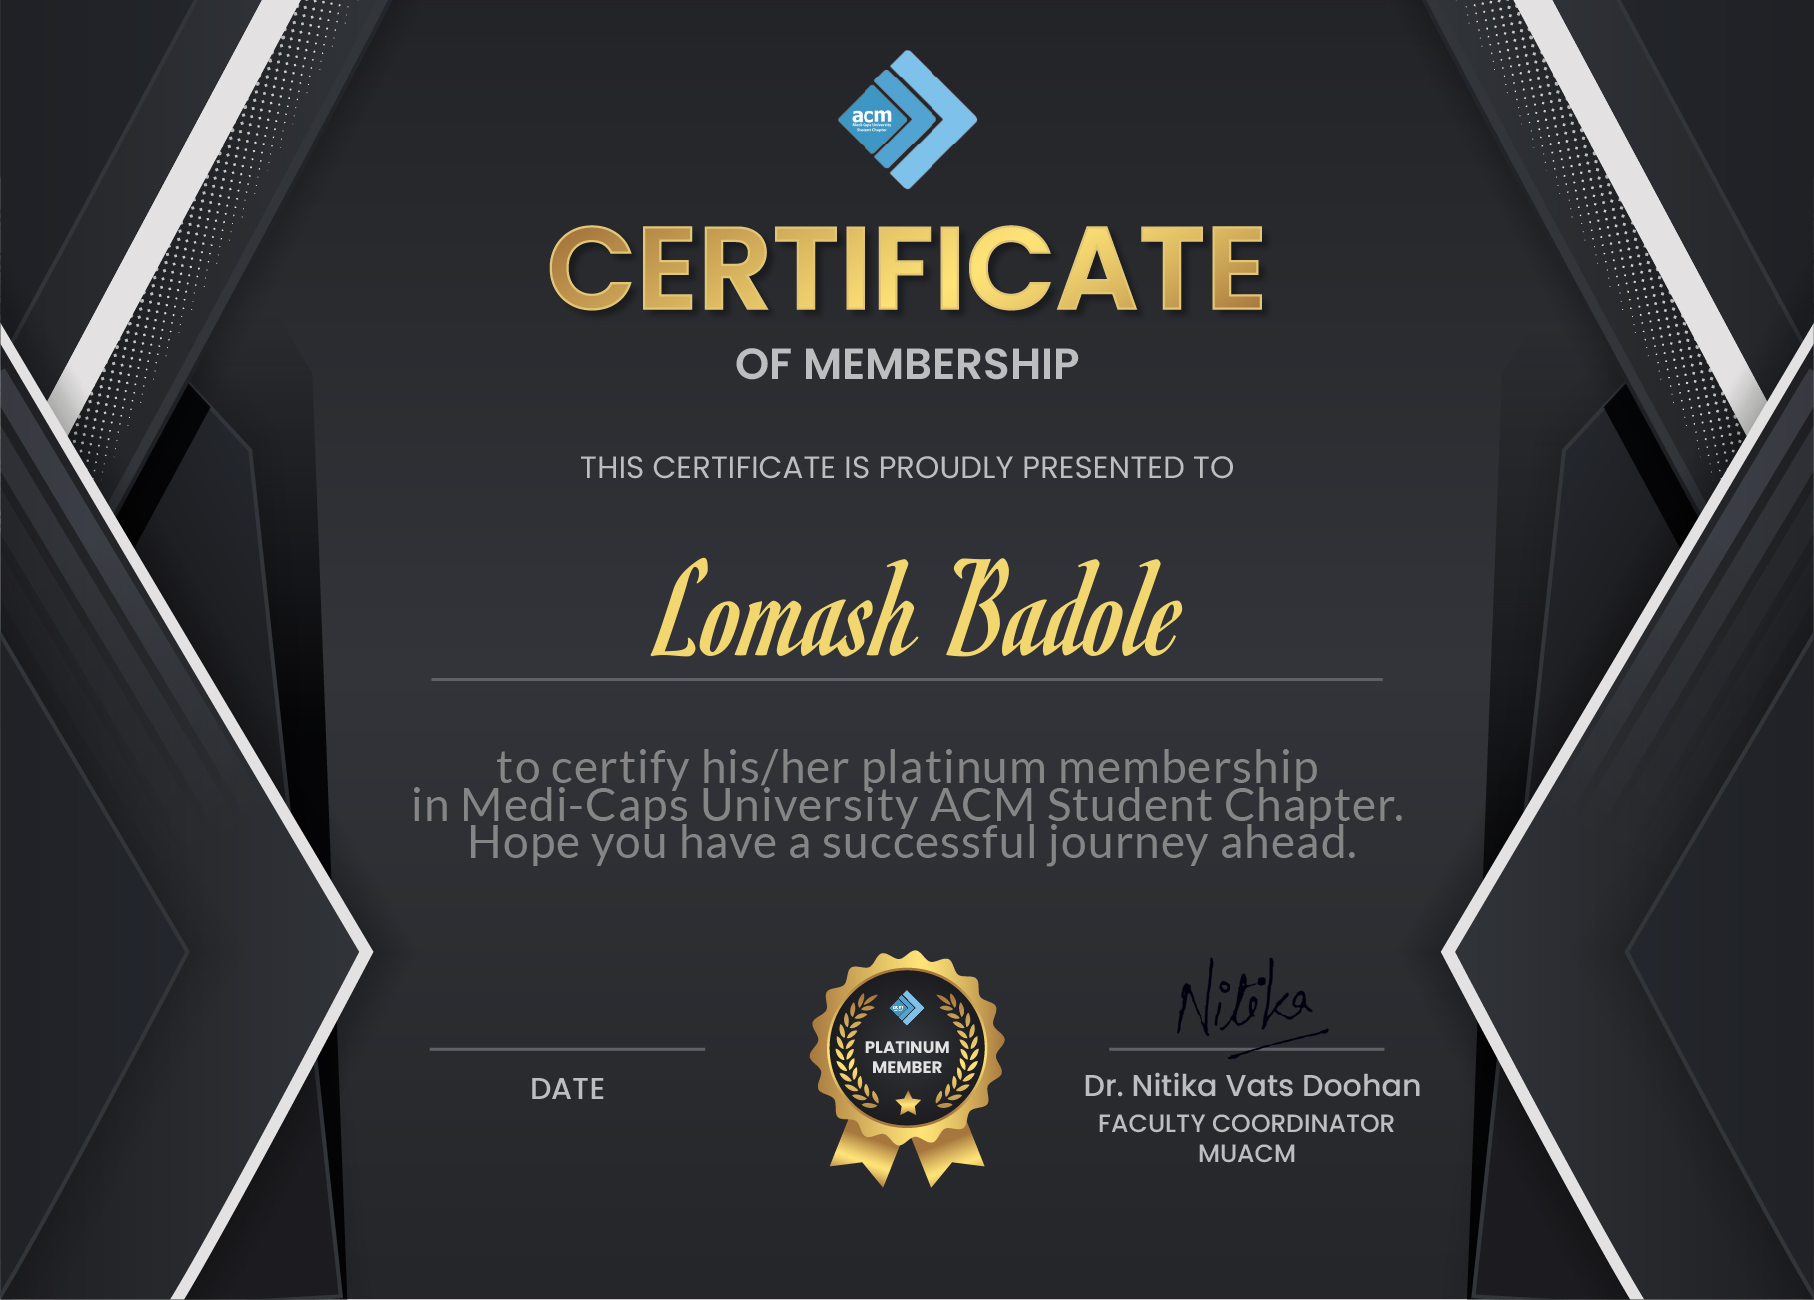 acm
Medi-Caps University
Student Chapter
CERTIFICATE
OF MEMBERSHIP
THIS CERTIFICATE IS PROUDLY PRESENTED TO
Lomash Badole
to certify his/her platinum membership
in Medi-Caps University ACM Student Chapter.
Hope you have a successful journey ahead.
DATE
PLATINUM
MEMBER
Nitika
Dr. Nitika Vats Doohan
FACULTY COORDINATOR
MUACM